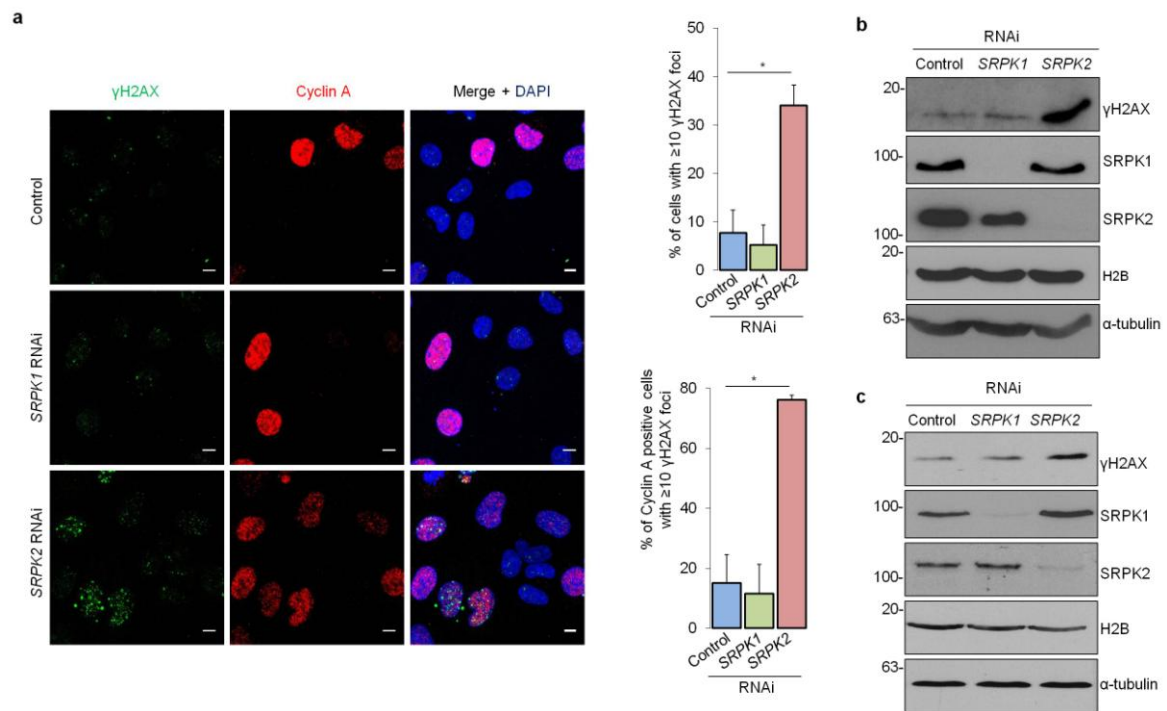 a
γH2AX
Cyclin A
Merge + DAPI
Control
SRPK1 RNAi
SRPK2 RNAi
% of cells with ≥10 γH2AX foci
50
40
30
20
10
0
*
Control
SRPK1
SRPK2
RNAi
% of Cyclin A positive cells
with ≥10 γH2AX foci
80
60
40
20
0
*
Control
SRPK1
SRPK2
RNAi
b
RNAi
Control SRPK1 SRPK2
20-
γH2AX
100-
SRPK1
SRPK2
100-
20-
H2B
63-
α-tubulin
c
RNAi
Control SRPK1 SRPK2
20-
γH2AX
100-
SRPK1
SRPK2
100-
20-
H2B
63-
α-tubulin